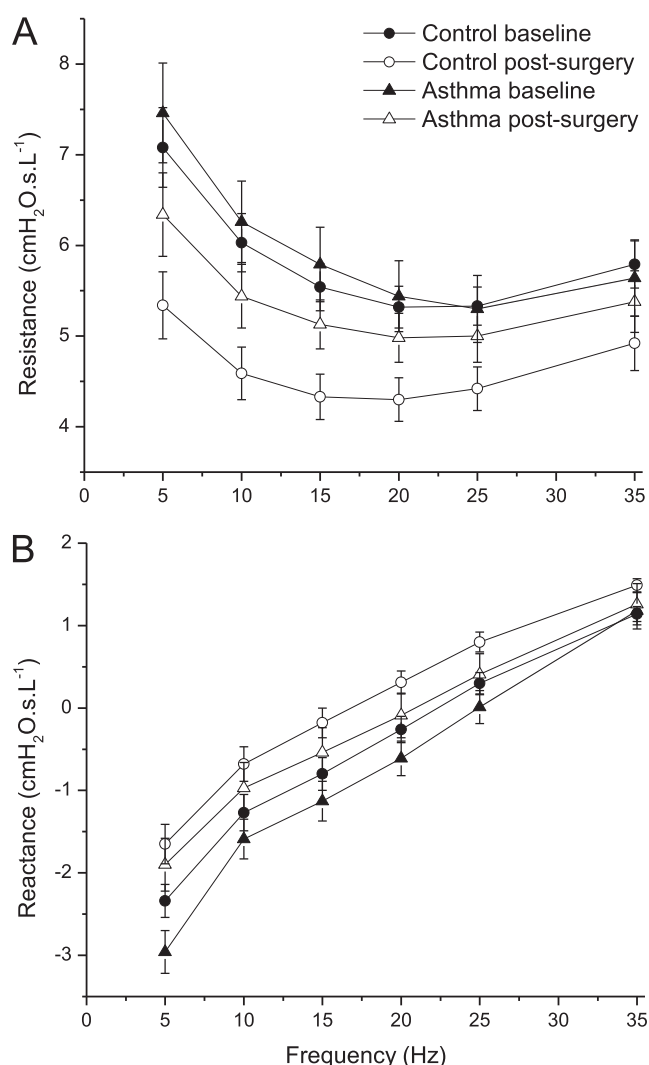 A
Control baseline
Control post-surgery
Asthma baseline
Asthma post-surgery
Resistance (cmH₂O.s.L⁻¹)
8
7
6
5
4
0 5 10 15 20 25 30 35
B
Reactance (cmH₂O.s.L⁻¹)
2
1
0
-1
-2
-3
0 5 10 15 20 25 30 35
Frequency (Hz)